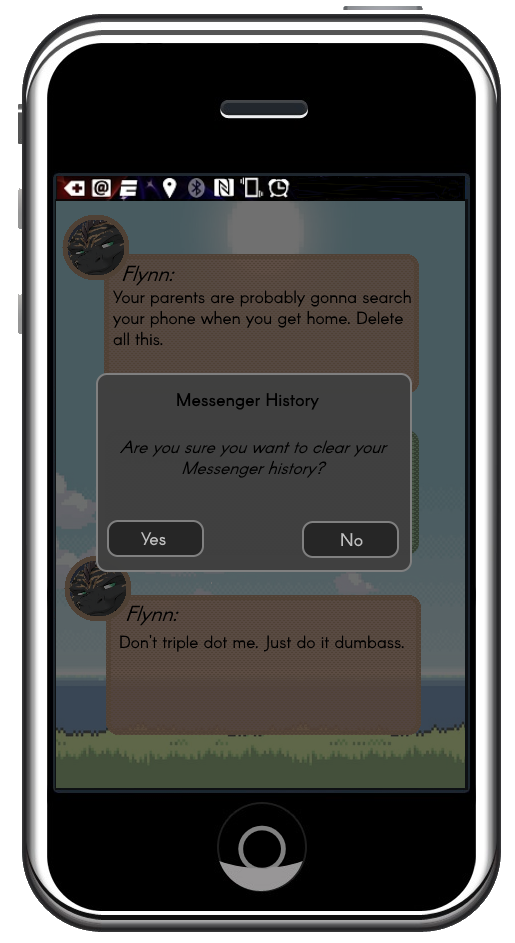 Flynn:
Your parents are probably gonna search
your phone when you get home. Delete
all this.
Messenger History
Are you sure you want to clear your
Messenger history?
Yes
No
Flynn:
Don't triple dot me. Just do it dumbass.